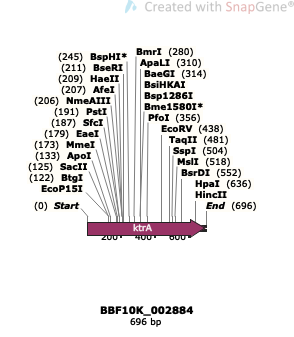 Created with SnapGene®
(245) BspHI* BmrI (280)
(211) BseRI ApaLI (310)
(209) HaeII BaeGI (314)
(207) AfeI BsiHKAI
(206) NmeAIII Bsp1286I
(191) PstI Bme1580I*
(187) SfcI PfoI (356)
(179) EaeI EcoRV (438)
(173) MmeI TaqII (481)
(133) ApoI SspI (504)
(125) SacII MslI (518)
(122) BtgI BsrDI (552)
EcoP15I HpaI (636)
HincII
(0) Start End (696)
ktrA
200 400 600
BBF10K_002884
696 bp